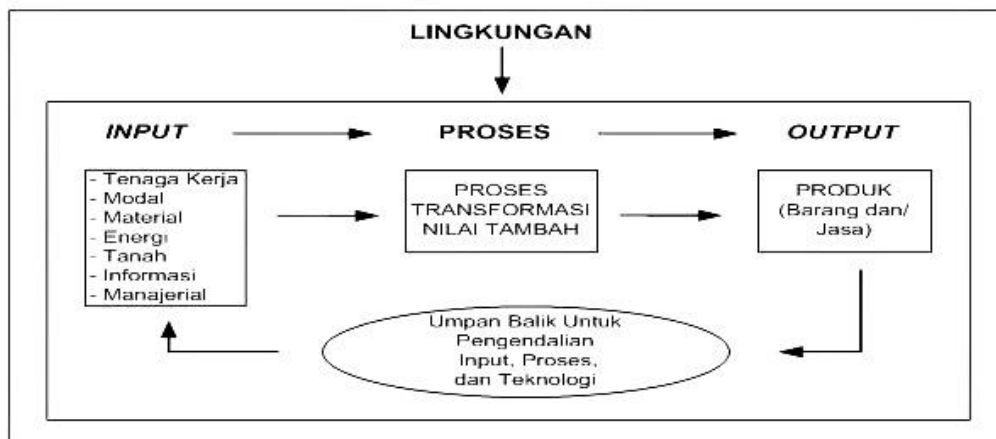 LINGKUNGAN
INPUT
PROSES
OUTPUT
- Tenaga Kerja
- Modal
- Material
- Energi
- Tanah
- Informasi
- Manajerial
PROSES
TRANSFORMASI
NILAI TAMBAH
PRODUK
(Barang dan/
Jasa)
Umpan Balik Untuk
Pengendalian
Input, Proses,
dan Teknologi